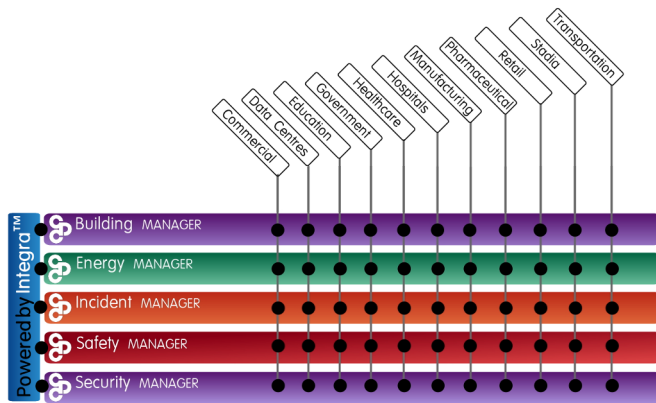 Commercial
Data Centres
Education
Government
Healthcare
Hospitals
Manufacturing
Pharmaceutical
Retail
Stadia
Transportation
Powered by Integra™
Building MANAGER
Energy MANAGER
Incident MANAGER
Safety MANAGER
Security MANAGER